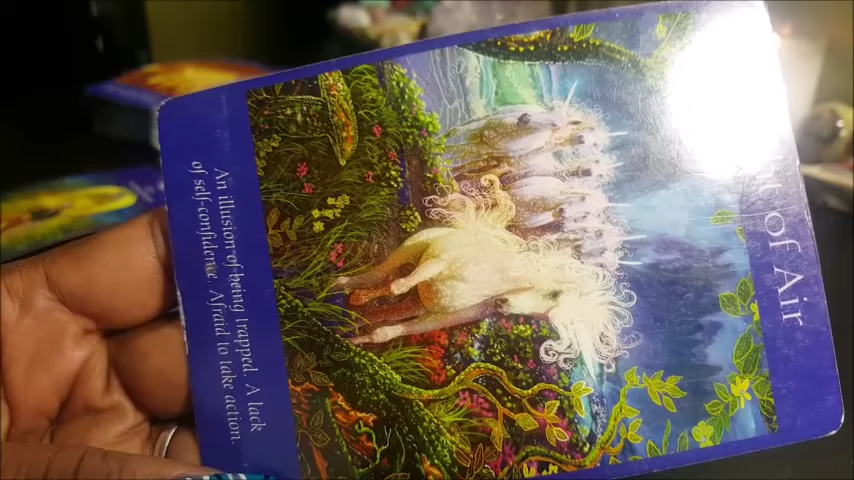 of Air
An illusion of being trapped. A lack
of self-confidence. Afraid to take action.